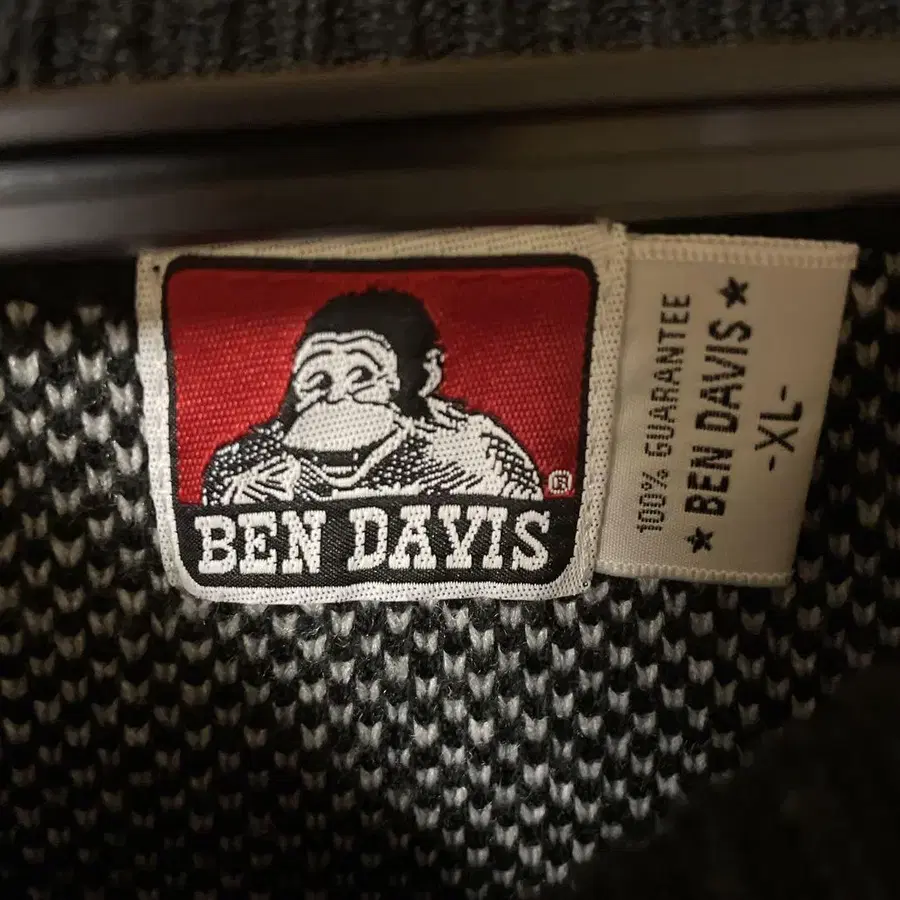 BEN DAVIS
®
100% GUARANTEE
★ BEN DAVIS ★
-XL-